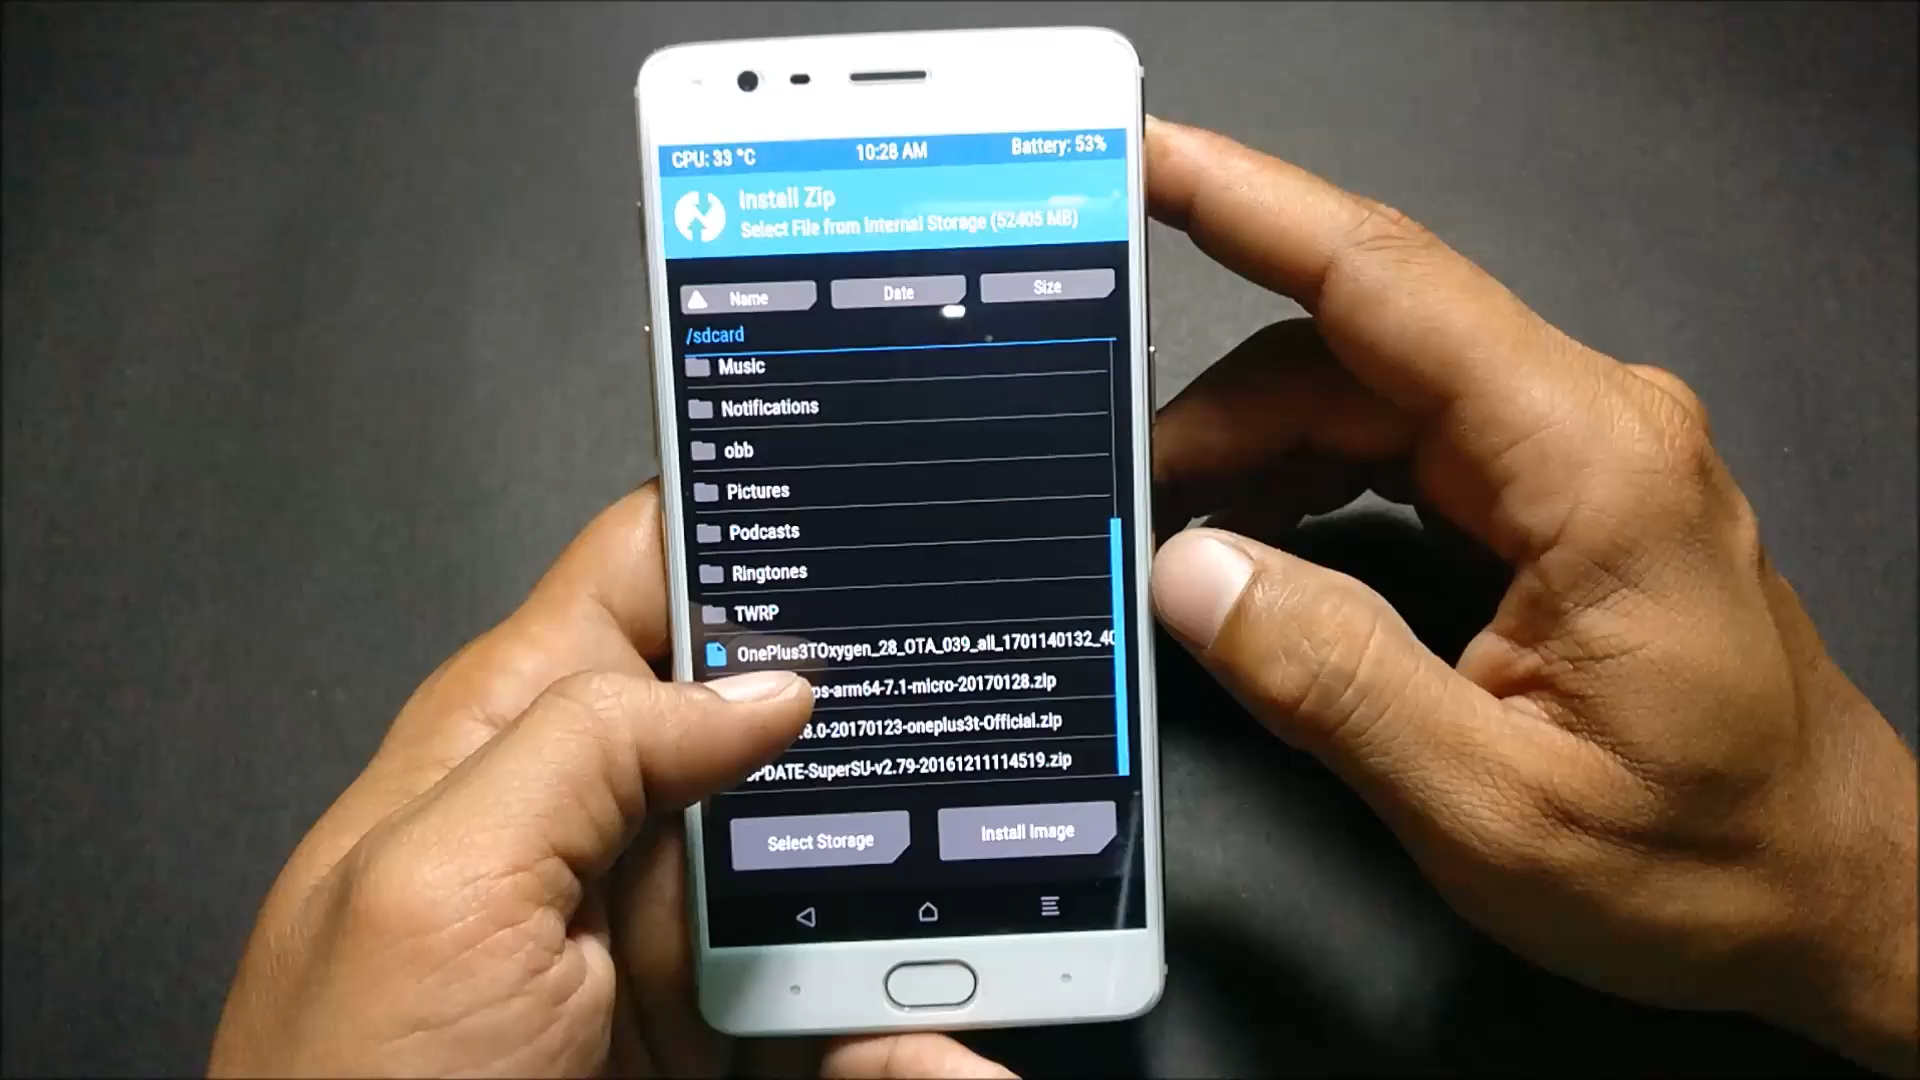 CPU: 33 °C 10:28 AM Battery: 53%
Install Zip
Select File from Internal Storage (52405 MB)
Name Date Size
/sdcard
Music
Notifications
obb
Pictures
Podcasts
Ringtones
TWRP
OnePlus3TOxygen_28_OTA_039_all_1701140132_40
ps-arm64-7.1-micro-20170128.zip
.8.0-20170123-oneplus3t-Official.zip
PDATE-SuperSU-v2.79-20161211114519.zip
Select Storage Install Image